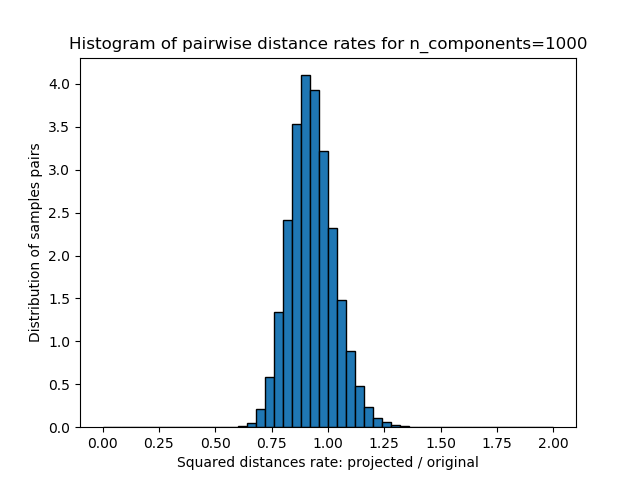 Histogram of pairwise distance rates for n_components=1000
Distribution of samples pairs
4.0
3.5
3.0
2.5
2.0
1.5
1.0
0.5
0.0
0.00 0.25 0.50 0.75 1.00 1.25 1.50 1.75 2.00
Squared distances rate: projected / original